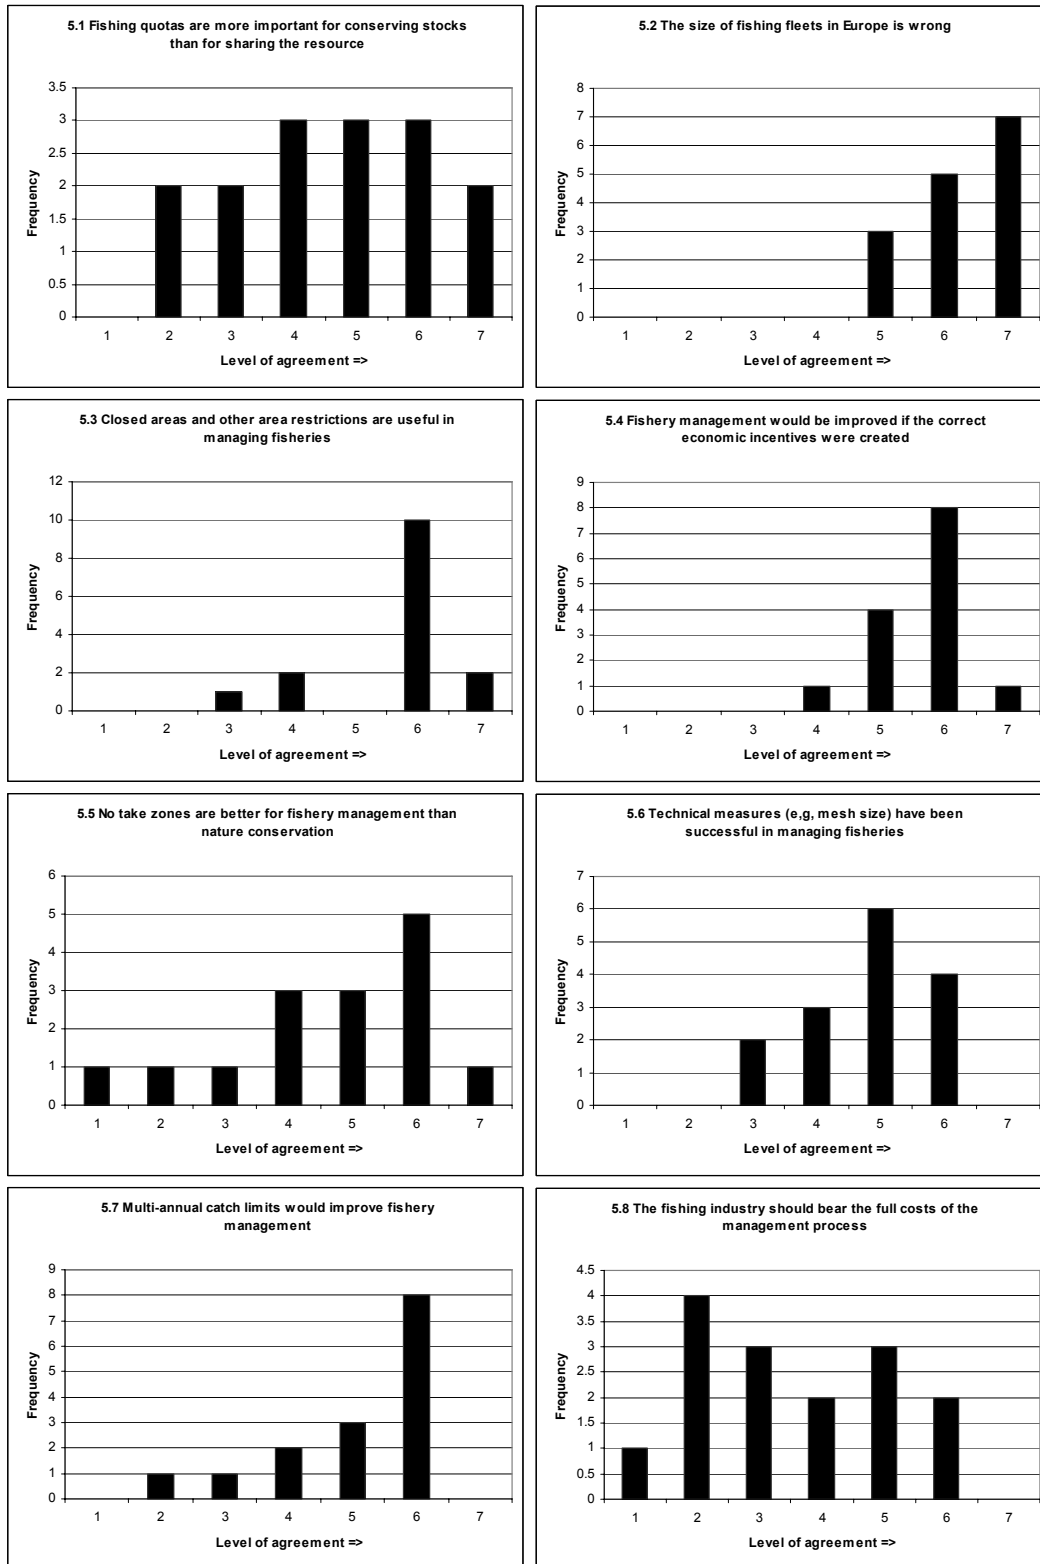 5.1 Fishing quotas are more important for conserving stocks
than for sharing the resource
3.5
3
2.5
2
1.5
1
0.5
0
Frequency
1 2 3 4 5 6 7
Level of agreement =>
5.2 The size of fishing fleets in Europe is wrong
8
7
6
5
4
3
2
1
0
Frequency
1 2 3 4 5 6 7
Level of agreement =>
5.3 Closed areas and other area restrictions are useful in
managing fisheries
12
10
8
6
4
2
0
Frequency
1 2 3 4 5 6 7
Level of agreement =>
5.4 Fishery management would be improved if the correct
economic incentives were created
9
8
7
6
5
4
3
2
1
0
Frequency
1 2 3 4 5 6 7
Level of agreement =>
5.5 No take zones are better for fishery management than
nature conservation
6
5
4
3
2
1
0
Frequency
1 2 3 4 5 6 7
Level of agreement =>
5.6 Technical measures (e,g, mesh size) have been
successful in managing fisheries
7
6
5
4
3
2
1
0
Frequency
1 2 3 4 5 6 7
Level of agreement =>
5.7 Multi-annual catch limits would improve fishery
management
9
8
7
6
5
4
3
2
1
0
Frequency
1 2 3 4 5 6 7
Level of agreement =>
5.8 The fishing industry should bear the full costs of the
management process
4.5
4
3.5
3
2.5
2
1.5
1
0.5
0
Frequency
1 2 3 4 5 6 7
Level of agreement =>